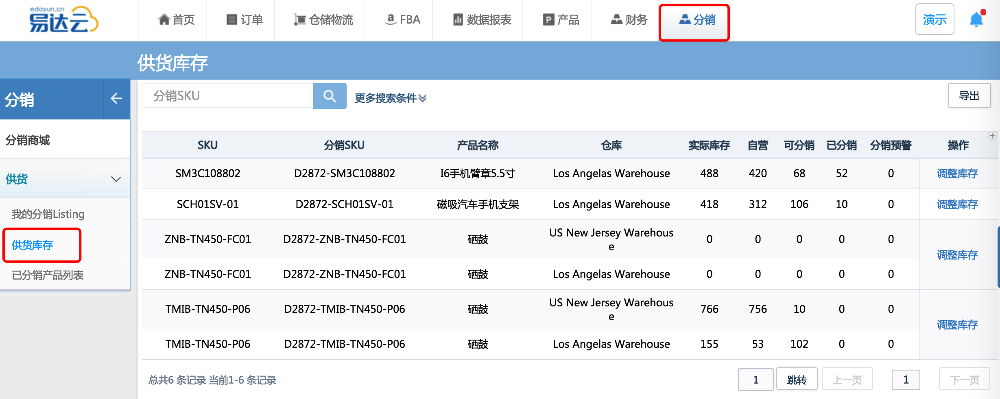 edayun.cn
易达云
首页 订单 仓储物流 FBA 数据报表 产品 财务 分销 演示
供货库存
分销
分销商城
供货
我的分销Listing
供货库存
已分销产品列表
分销SKU 更多搜索条件 导出
SKU 分销SKU 产品名称 仓库 实际库存 自营 可分销 已分销 分销预警 操作
SM3C108802 D2872-SM3C108802 I6手机臂章5.5寸 Los Angelas Warehouse 488 420 68 52 0 调整库存
SCH01SV-01 D2872-SCH01SV-01 磁吸汽车手机支架 Los Angelas Warehouse 418 312 106 10 0 调整库存
ZNB-TN450-FC01 D2872-ZNB-TN450-FC01 硒鼓 US New Jersey Warehous
e 0 0 0 0 0 调整库存
ZNB-TN450-FC01 D2872-ZNB-TN450-FC01 硒鼓 Los Angelas Warehouse 0 0 0 0 0
TMIB-TN450-P06 D2872-TMIB-TN450-P06 硒鼓 US New Jersey Warehous
e 766 756 10 0 0 调整库存
TMIB-TN450-P06 D2872-TMIB-TN450-P06 硒鼓 Los Angelas Warehouse 155 53 102 0 0
总共6 条记录 当前1-6 条记录 1 跳转 上一页 1 下一页